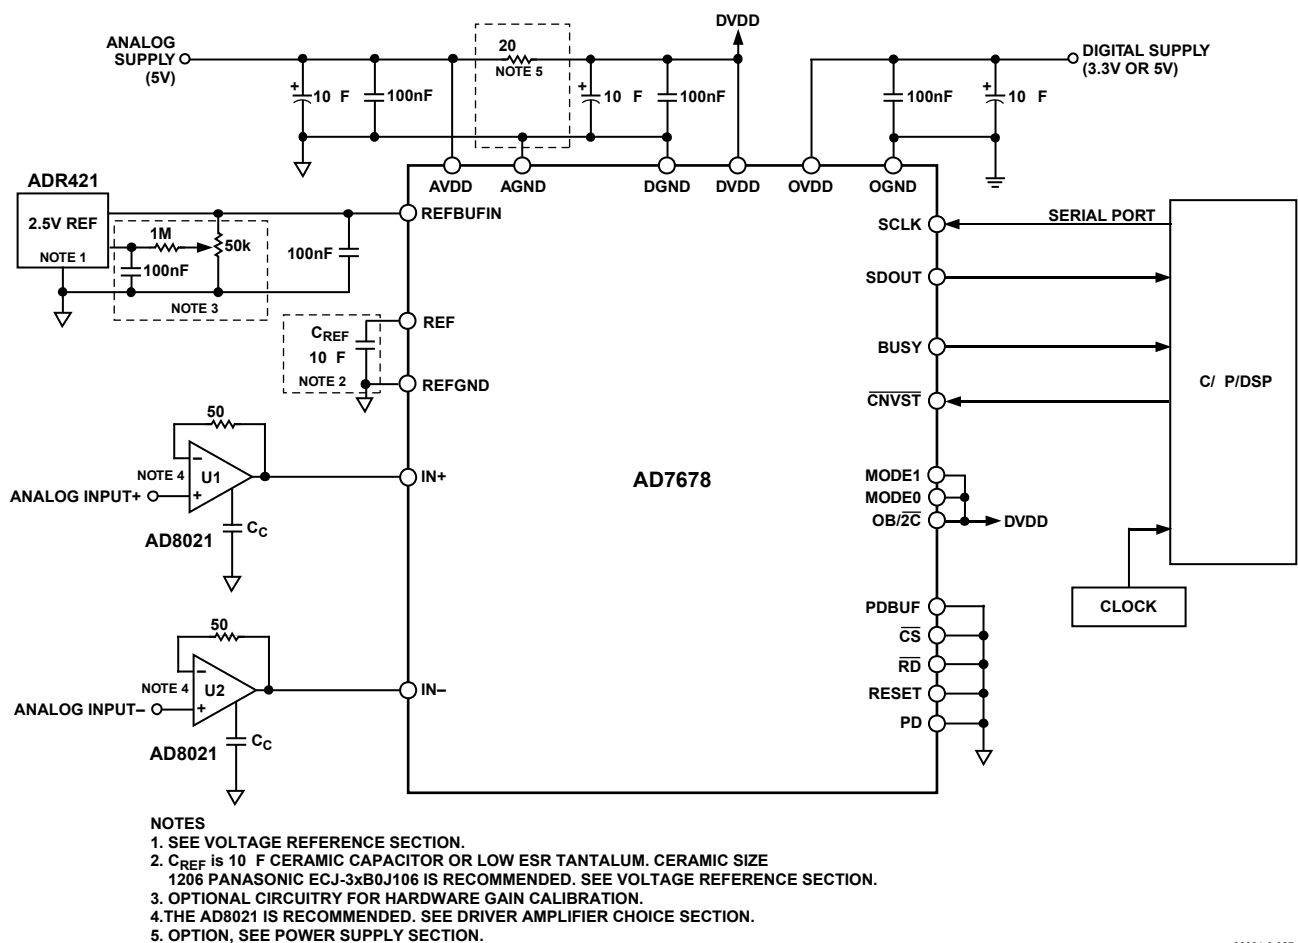 ANALOG
SUPPLY
(5V)
10 F
100nF
20
NOTE 5
10 F
100nF
DVDD
DIGITAL SUPPLY
(3.3V OR 5V)
100nF
10 F
AVDD
AGND
DGND
DVDD
OVDD
OGND
ADR421
2.5V REF
NOTE 1
1M
50k
100nF
NOTE 3
100nF
REFBUFIN
CREF
10 F
NOTE 2
REF
REFGND
50
NOTE 4
U1
ANALOG INPUT+
AD8021
CC
IN+
50
NOTE 4
U2
ANALOG INPUT–
AD8021
CC
IN–
AD7678
SCLK
SERIAL PORT
SDOUT
BUSY
CNVST
C/ P/DSP
MODE1
MODE0
OB/2C
DVDD
CLOCK
PDBUF
CS
RD
RESET
PD
NOTES
1. SEE VOLTAGE REFERENCE SECTION.
2. CREF is 10 F CERAMIC CAPACITOR OR LOW ESR TANTALUM. CERAMIC SIZE
1206 PANASONIC ECJ-3xB0J106 IS RECOMMENDED. SEE VOLTAGE REFERENCE SECTION.
3. OPTIONAL CIRCUITRY FOR HARDWARE GAIN CALIBRATION.
4.THE AD8021 IS RECOMMENDED. SEE DRIVER AMPLIFIER CHOICE SECTION.
5. OPTION, SEE POWER SUPPLY SECTION.